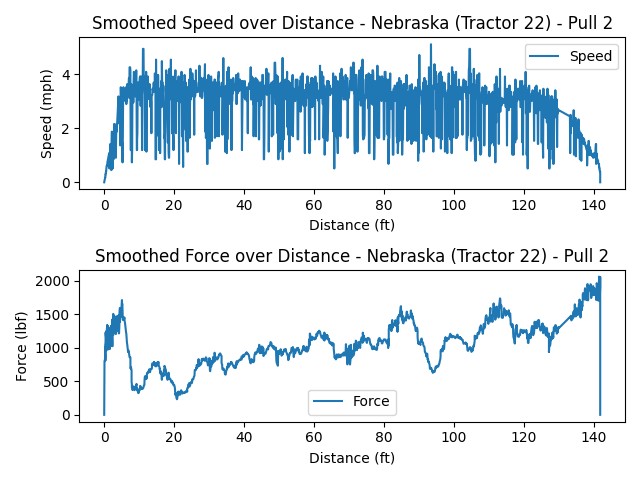 Smoothed Speed over Distance - Nebraska (Tractor 22) - Pull 2
Speed (mph)
4
2
0
Speed
0 20 40 60 80 100 120 140
Distance (ft)
Smoothed Force over Distance - Nebraska (Tractor 22) - Pull 2
Force (lbf)
2000
1500
1000
500
0
Force
0 20 40 60 80 100 120 140
Distance (ft)